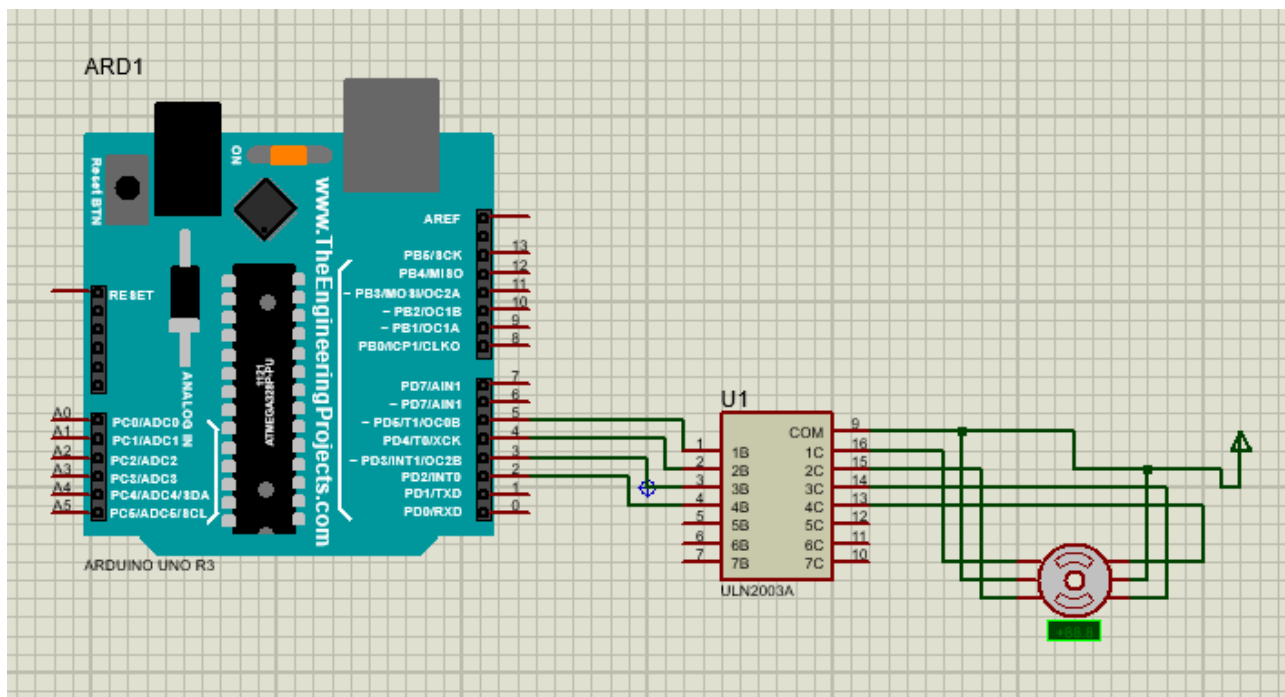 ARD1
ON
Reset BTN
www.TheEngineeringProjects.com
AREF
PB5/SCK 13
PB4/MISO 12
~ PB3/MOSI/OC2A 11
~ PB2/OC1B 10
~ PB1/OC1A 9
PB0/ICP1/CLKO 8
RESET
1121
ATMEGA328P-PU
ANALOG IN
PD7/AIN1 7
~ PD7/AIN1 6
~ PD5/T1/OC0B 5
PD4/T0/XCK 4
~ PD3/INT1/OC2B 3
PD2/INT0 2
PD1/TXD 1
PD0/RXD 0
A0 PC0/ADC0
A1 PC1/ADC1
A2 PC2/ADC2
A3 PC3/ADC3
A4 PC4/ADC4/SDA
A5 PC5/ADC5/SCL
ARDUINO UNO R3
U1
COM 9
1 1B 1C 16
2 2B 2C 15
3 3B 3C 14
4 4B 4C 13
5 5B 5C 12
6 6B 6C 11
7 7B 7C 10
ULN2003A
+88.8